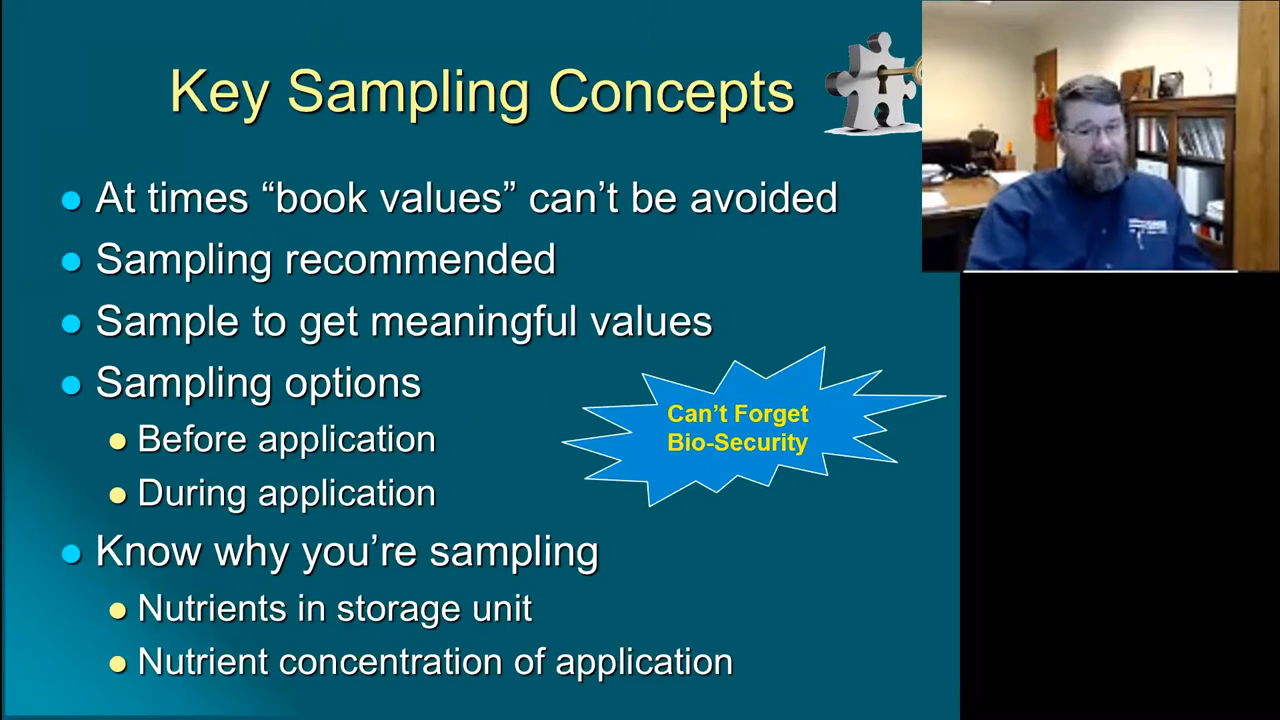 Key Sampling Concepts
At times “book values” can’t be avoided
Sampling recommended
Sample to get meaningful values
Sampling options
Before application
During application
Can’t Forget
Bio-Security
Know why you’re sampling
Nutrients in storage unit
Nutrient concentration of application